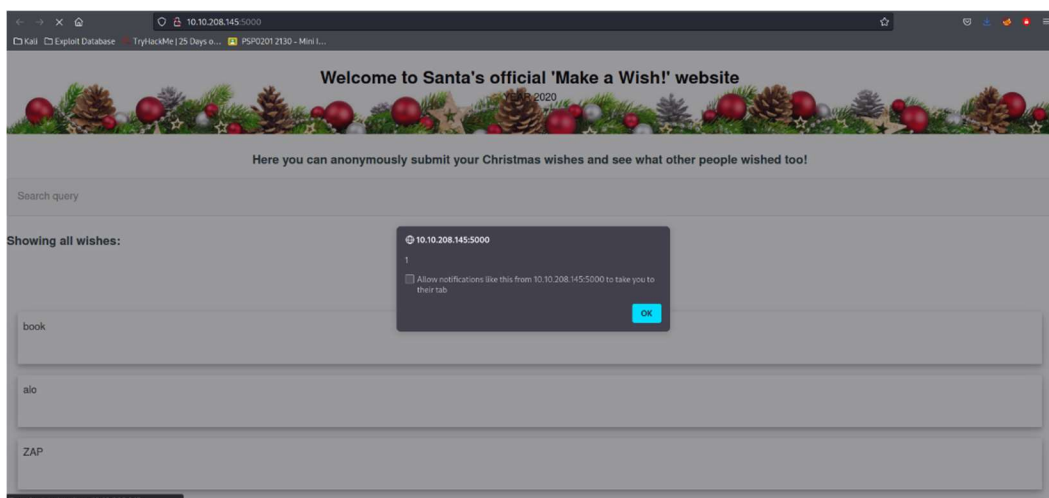 10.10.208.145:5000
Kali Exploit Database TryHackMe | 25 Days o... PSP0201 2130 - Mini I...
Welcome to Santa's official 'Make a Wish!' website
YEAR 2020
Here you can anonymously submit your Christmas wishes and see what other people wished too!
Search query
Showing all wishes:
10.10.208.145:5000
1
Allow notifications like this from 10.10.208.145:5000 to take you to
their tab
OK
book
alo
ZAP